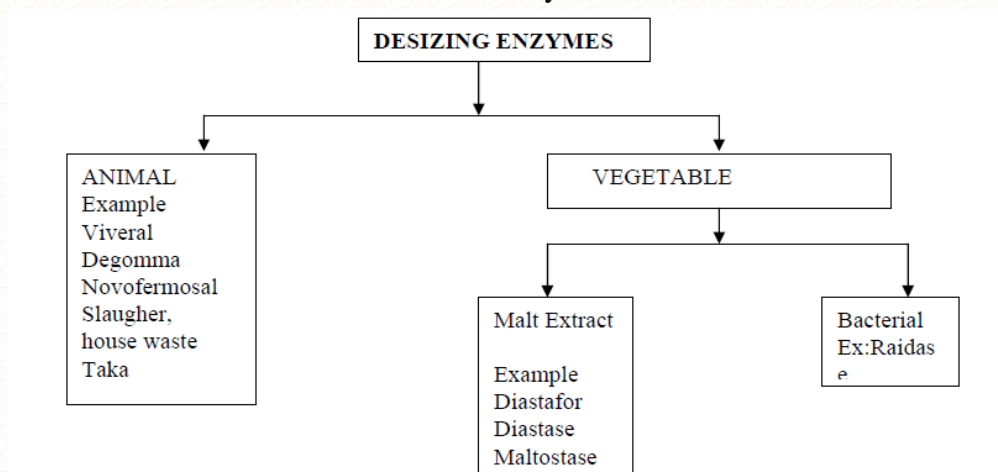 DESIZING ENZYMES
ANIMAL
Example
Viveral
Degomma
Novofermosal
Slaugher,
house waste
Taka
VEGETABLE
Malt Extract
Example
Diastafor
Diastase
Maltostase
Bacterial
Ex:Raidas
e